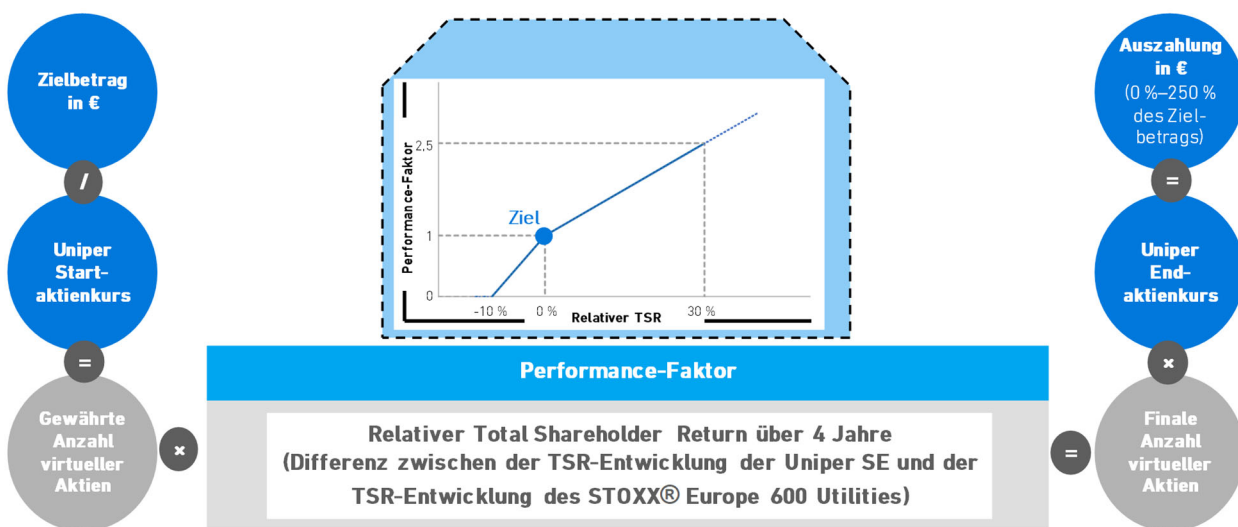 Zielbetrag
in €
/
Uniper
Start-
aktienkurs
=
Gewährte
Anzahl
virtueller
Aktien
x
Performance-Faktor
2.5
1
0
Ziel
-10 %
0 %
30 %
Relativer TSR
Performance-Faktor
Relativer Total Shareholder Return über 4 Jahre
(Differenz zwischen der TSR-Entwicklung der Uniper SE und der
TSR-Entwicklung des STOXX® Europe 600 Utilities)
=
Finale
Anzahl
virtueller
Aktien
x
Uniper
End-
aktienkurs
=
Auszahlung
in €
(0 %–250 %
des Ziel-
betrags)